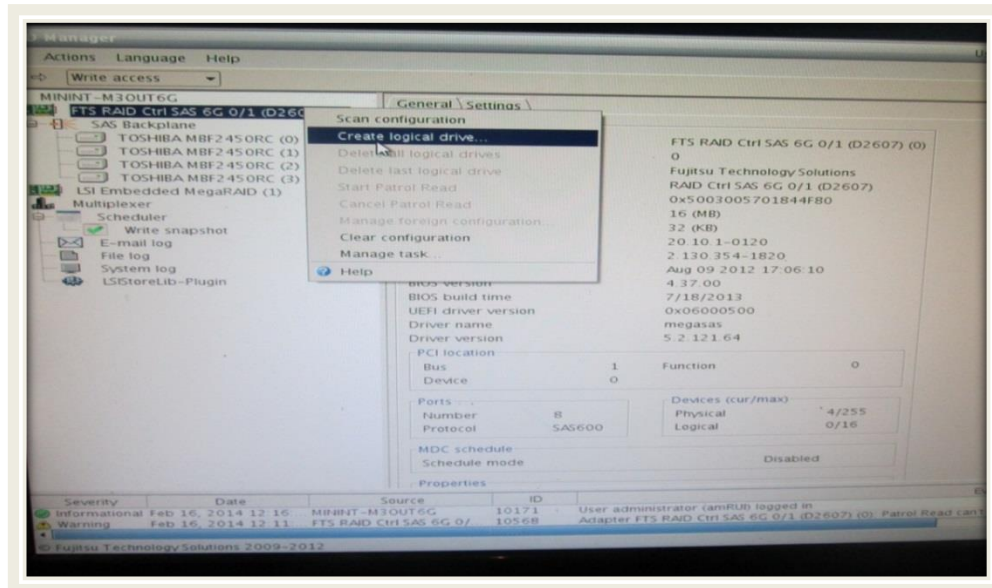 Manager
Actions Language Help
Write access
MININT-M3OUT6G
FTS RAID Ctrl SAS 6G 0/1 (D260
SAS Backplane
TOSHIBA MBF2450RC (0)
TOSHIBA MBF2450RC (1)
TOSHIBA MBF2450RC (2)
TOSHIBA MBF2450RC (3)
LSI Embedded MegaRAID (1)
Multiplexer
Scheduler
Write snapshot
E-mail log
File log
System log
LSIStoreLib-Plugin
General \ Settings \
Scan configuration
Create logical drive...
Delete all logical drives
Delete last logical drive
Start Patrol Read
Cancel Patrol Read
Manage foreign configuration...
Clear configuration
Manage task...
Help
FTS RAID Ctrl SAS 6G 0/1 (D2607) (0)
0
Fujitsu Technology Solutions
RAID Ctrl SAS 6G 0/1 (D2607)
0x5003005701844F80
16 (MB)
32 (KB)
20.10.1-0120
2.130.354-1820
Aug 09 2012 17:06:10
BIOS version 4.37.00
BIOS build time 7/18/2013
UEFI driver version 0x06000500
Driver name megasas
Driver version 5.2.121.64
PCI location
Bus 1 Function 0
Device 0
Ports
Number 8
Protocol SAS600
Devices (cur/max)
Physical 4/255
Logical 0/16
MDC schedule
Schedule mode Disabled
Properties
Severity Date Source ID
Informational Feb 16, 2014 12:16 MININT-M3OUT6G 10171 User administrator (amRUB) logged in
Warning Feb 16, 2014 12:11 FTS RAID Ctrl SAS 6G 0/ 10568 Adapter FTS RAID Ctrl SAS 6G 0/1 (D2607) (0): Patrol Read can't
© Fujitsu Technology Solutions 2009-2012